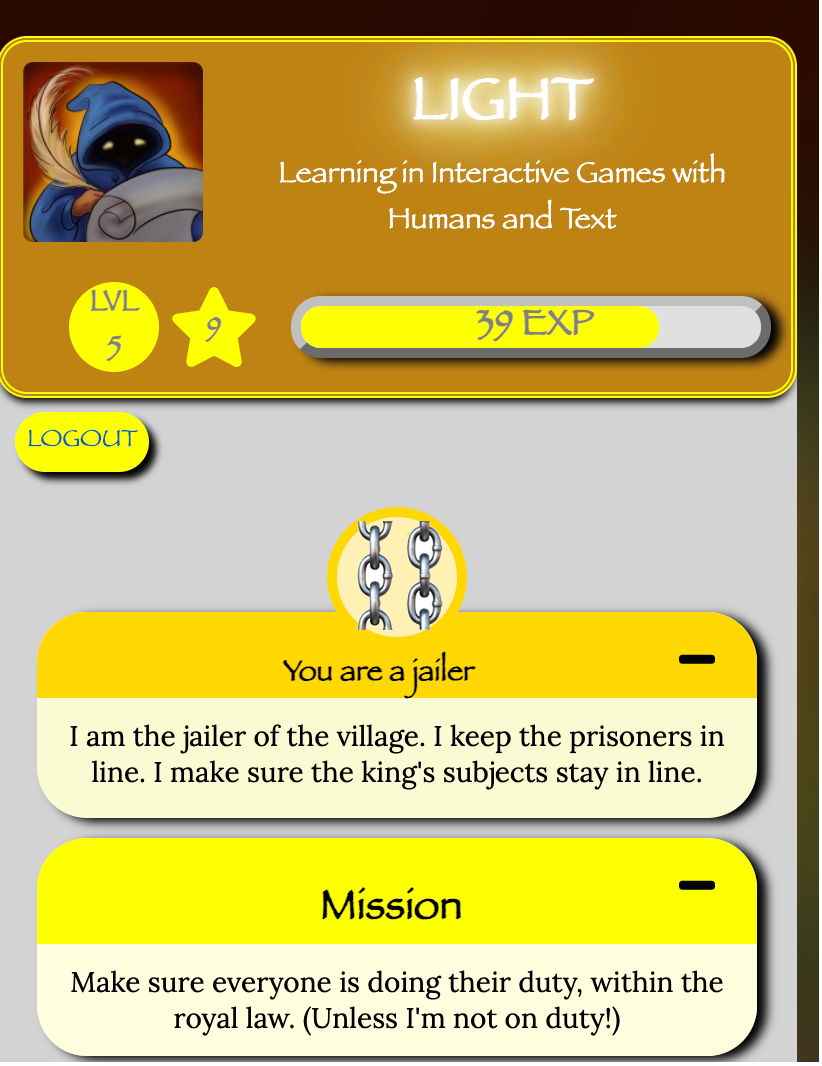 LIGHT
Learning in Interactive Games with
Humans and Text
LVL
5
9
39 EXP
LOGOUT
You are a jailer
I am the jailer of the village. I keep the prisoners in
line. I make sure the king's subjects stay in line.
Mission
Make sure everyone is doing their duty, within the
royal law. (Unless I'm not on duty!)